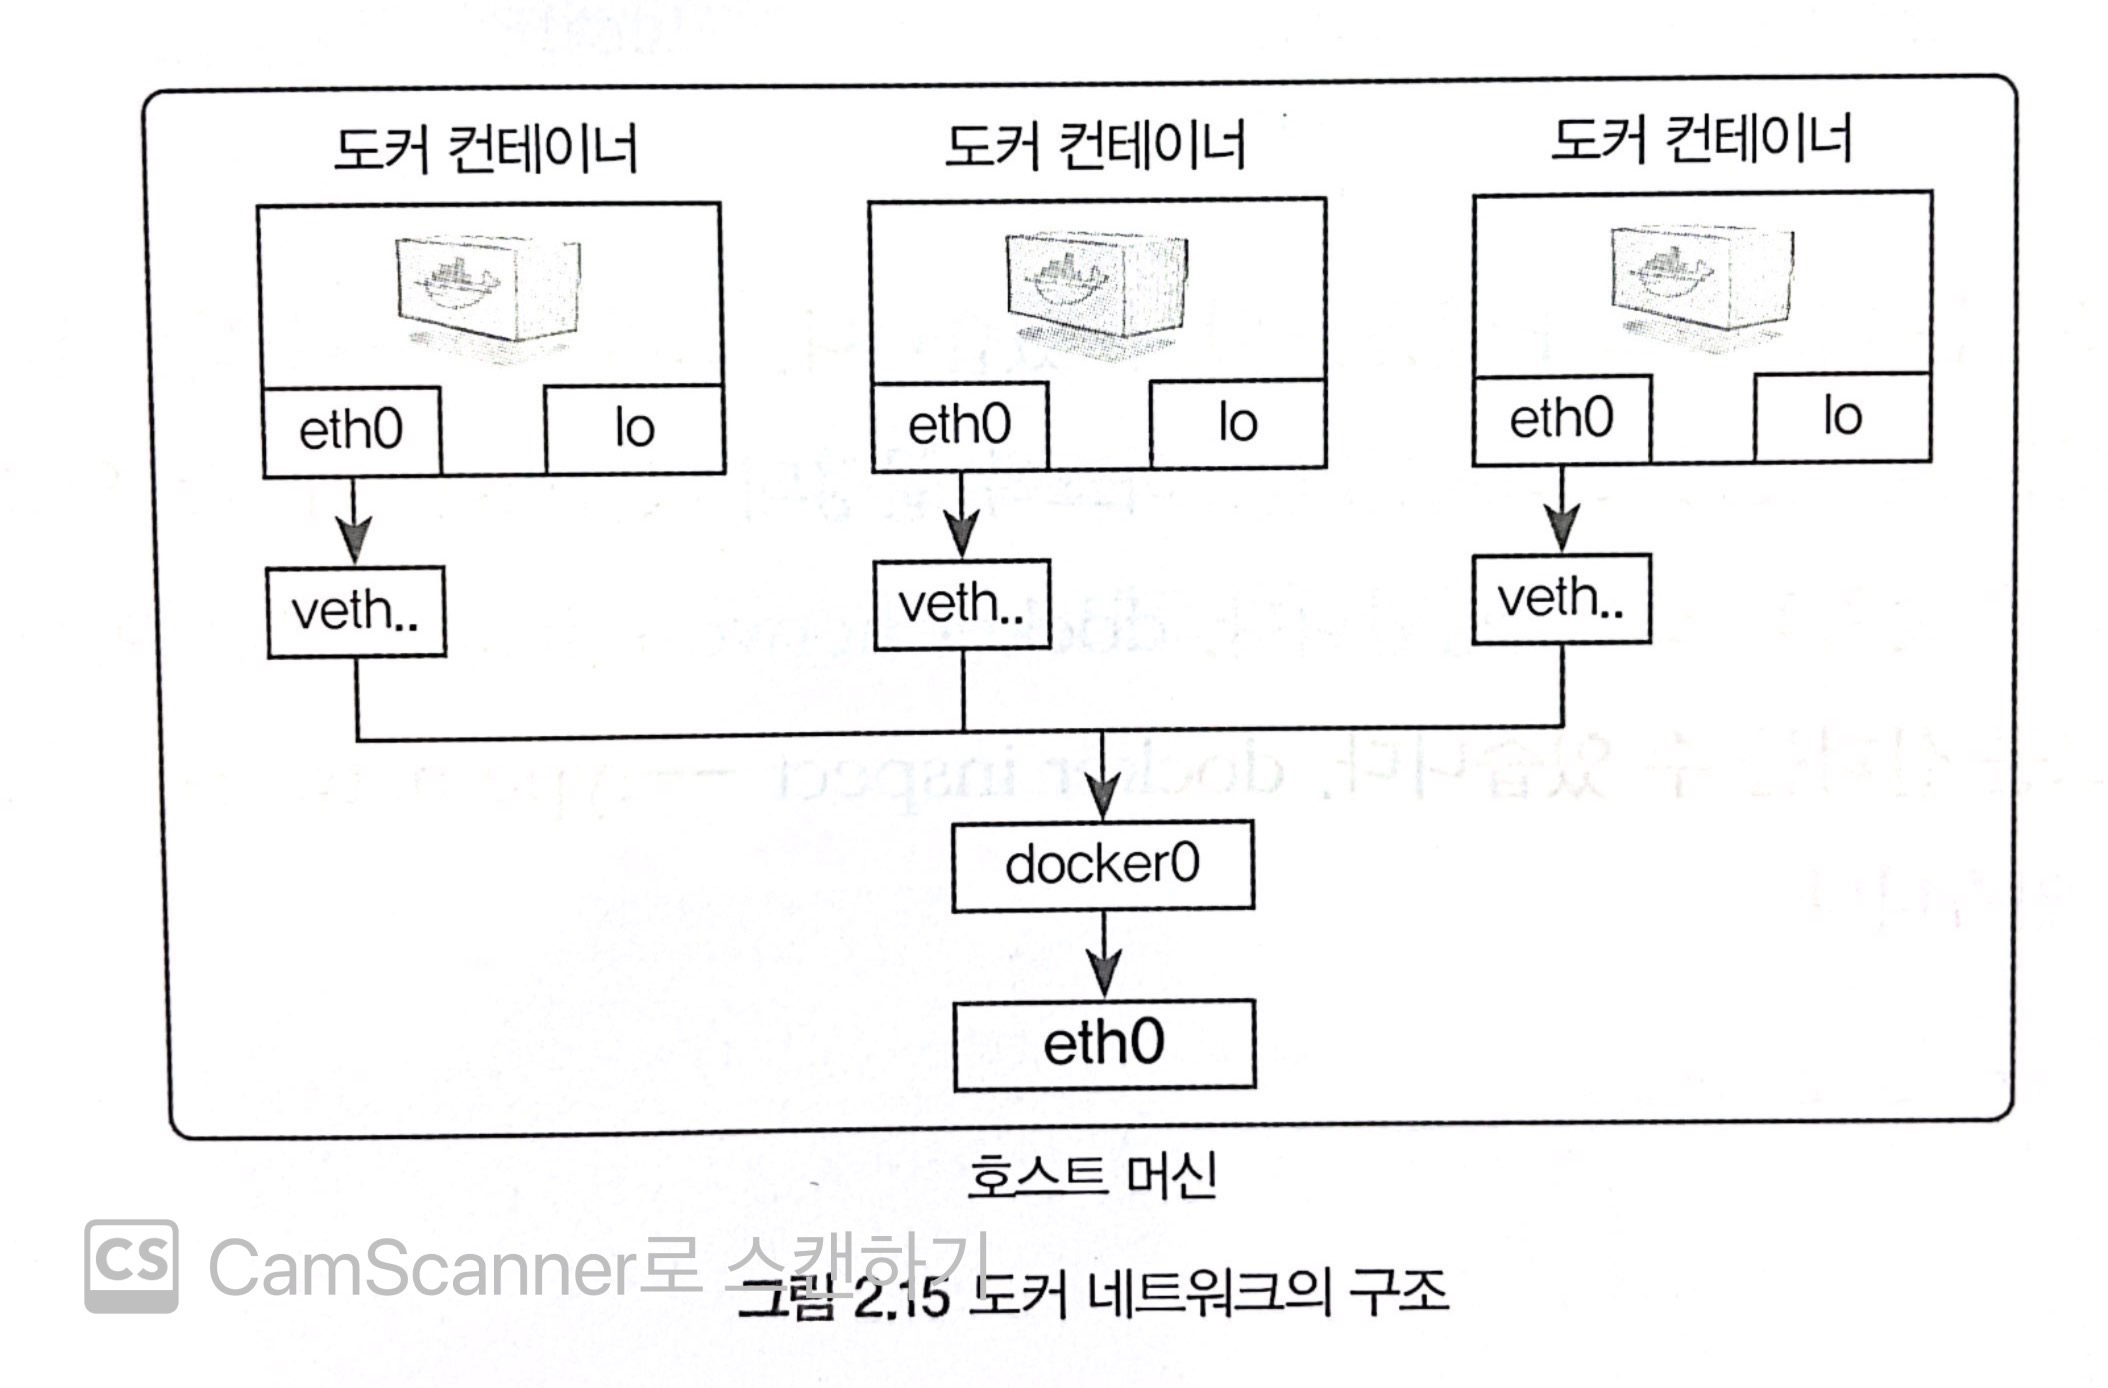 도커 컨테이너 도커 컨테이너 도커 컨테이너
eth0 lo eth0 lo eth0 lo
veth.. veth.. veth..
docker0
eth0
호스트 머신
CS CamScanner로 스캔하기
그림 2.15 도커 네트워크의 구조